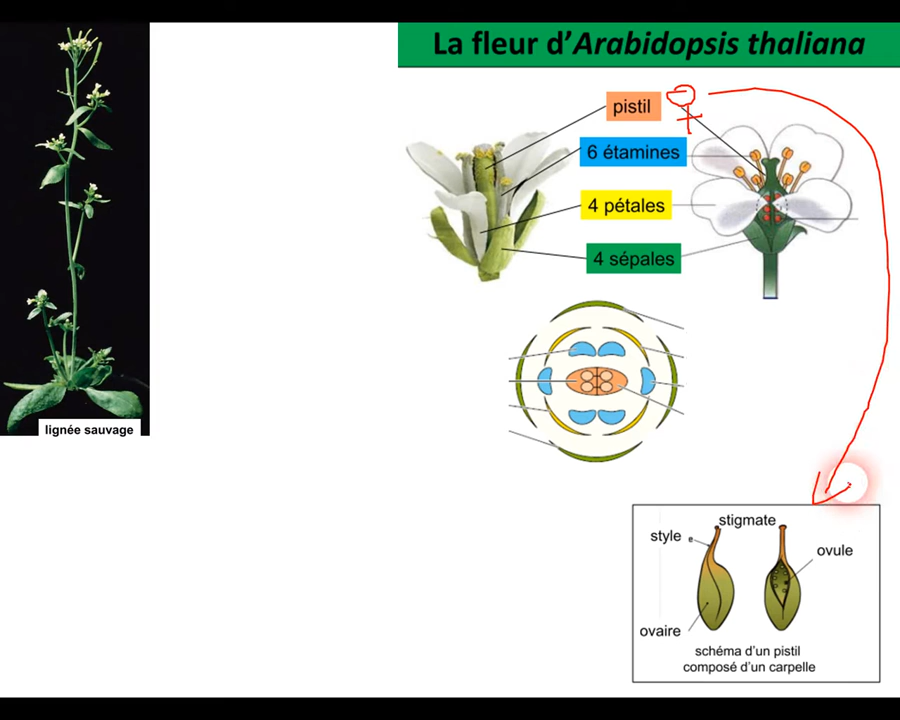 La fleur d'Arabidopsis thaliana
pistil
6 étamines
4 pétales
4 sépales
lignée sauvage
stigmate
style e
ovule
ovaire
schéma d'un pistil
composé d'un carpelle